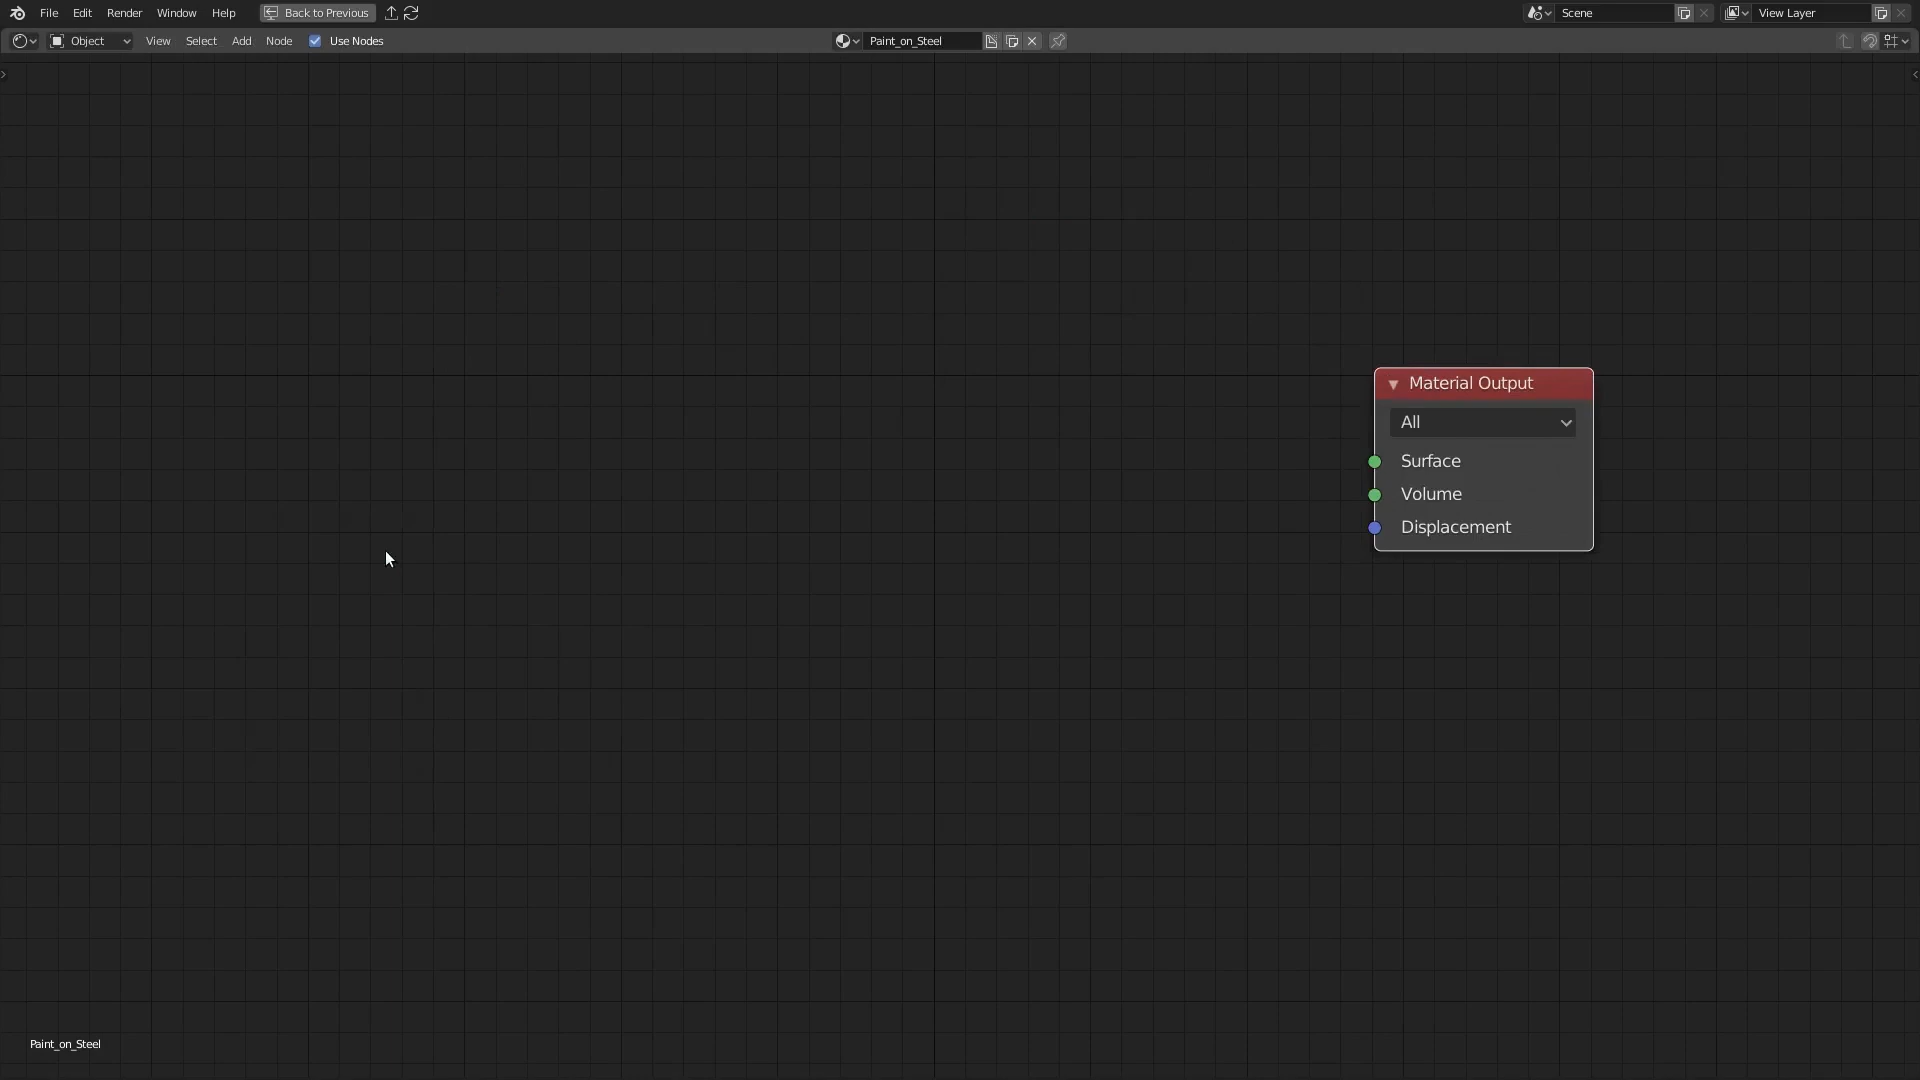 File Edit Render Window Help Back to Previous Scene View Layer
Object View Select Add Node Use Nodes Paint_on_Steel
Material Output
All
Surface
Volume
Displacement
Paint_on_Steel